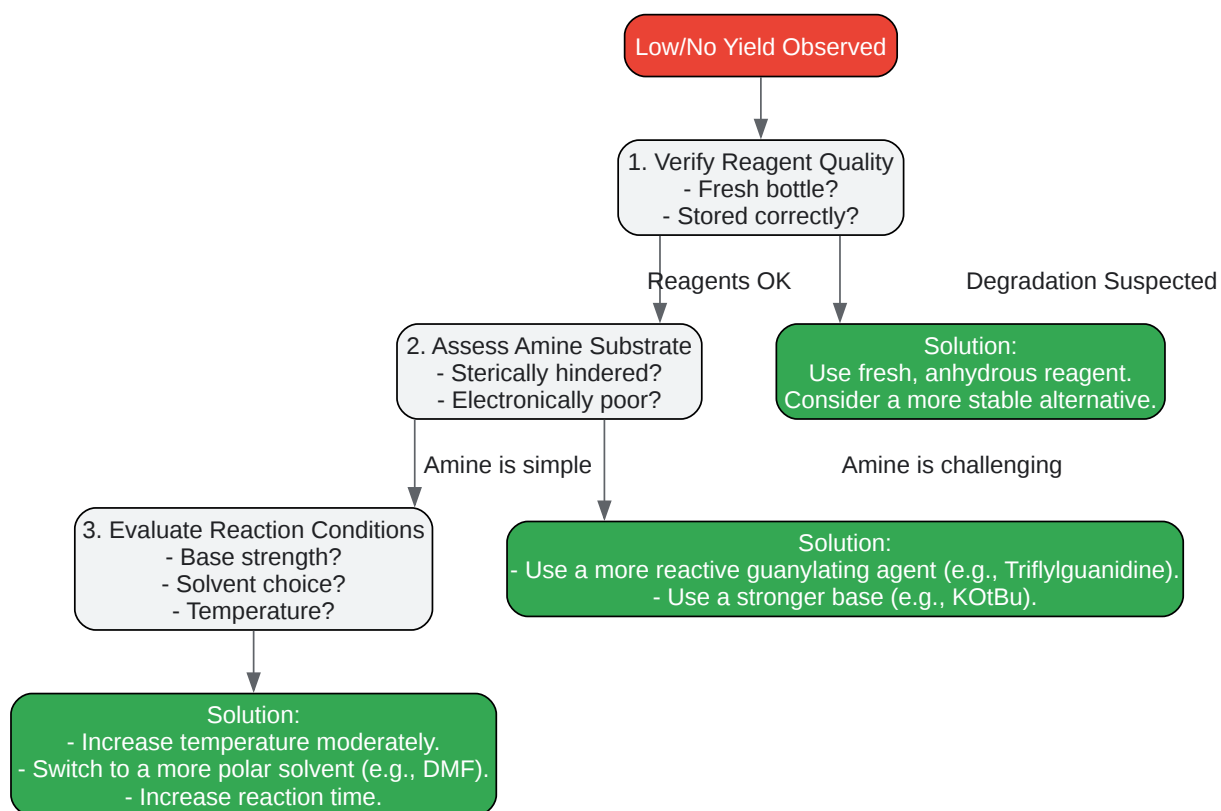 Low/No Yield Observed
1. Verify Reagent Quality
- Fresh bottle?
- Stored correctly?
Reagents OK
Degradation Suspected
2. Assess Amine Substrate
- Sterically hindered?
- Electronically poor?
Solution:
Use fresh, anhydrous reagent.
Consider a more stable alternative.
Amine is simple
Amine is challenging
3. Evaluate Reaction Conditions
- Base strength?
- Solvent choice?
- Temperature?
Solution:
- Use a more reactive guanylating agent (e.g., Triflylguanidine).
- Use a stronger base (e.g., KOtBu).
Solution:
- Increase temperature moderately.
- Switch to a more polar solvent (e.g., DMF).
- Increase reaction time.